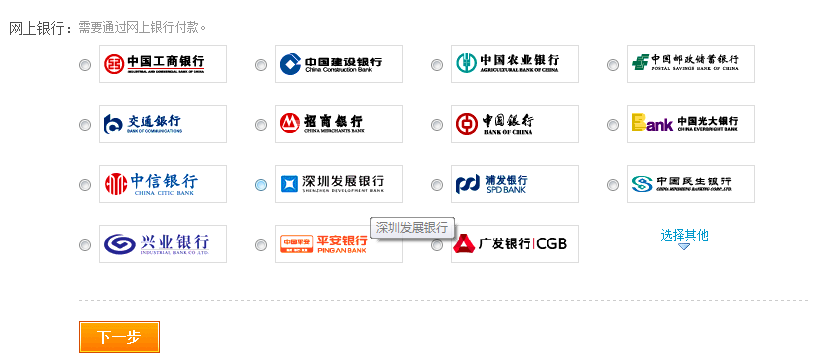 网上银行： 需要通过网上银行付款。
中国工商银行
INDUSTRIAL AND COMMERCIAL BANK OF CHINA
中国建设银行
China Construction Bank
中国农业银行
AGRICULTURAL BANK OF CHINA
中国邮政储蓄银行
POSTAL SAVINGS BANK OF CHINA
交通銀行
BANK OF COMMUNICATIONS
招商銀行
CHINA MERCHANTS BANK
中国銀行
BANK OF CHINA
Bank 中国光大银行
CHINA EVERBRIGHT BANK
中信银行
CHINA CITIC BANK
深圳发展银行
SHENZHEN DEVELOPMENT BANK
浦发银行
SPD BANK
中国民生银行
CHINA MINSHENG BANKING CORP.,LTD.
兴业银行
INDUSTRIAL BANK CO.,LTD.
中国平安 平安银行
PING AN BANK
深圳发展银行
广发银行|CGB
选择其他
下一步